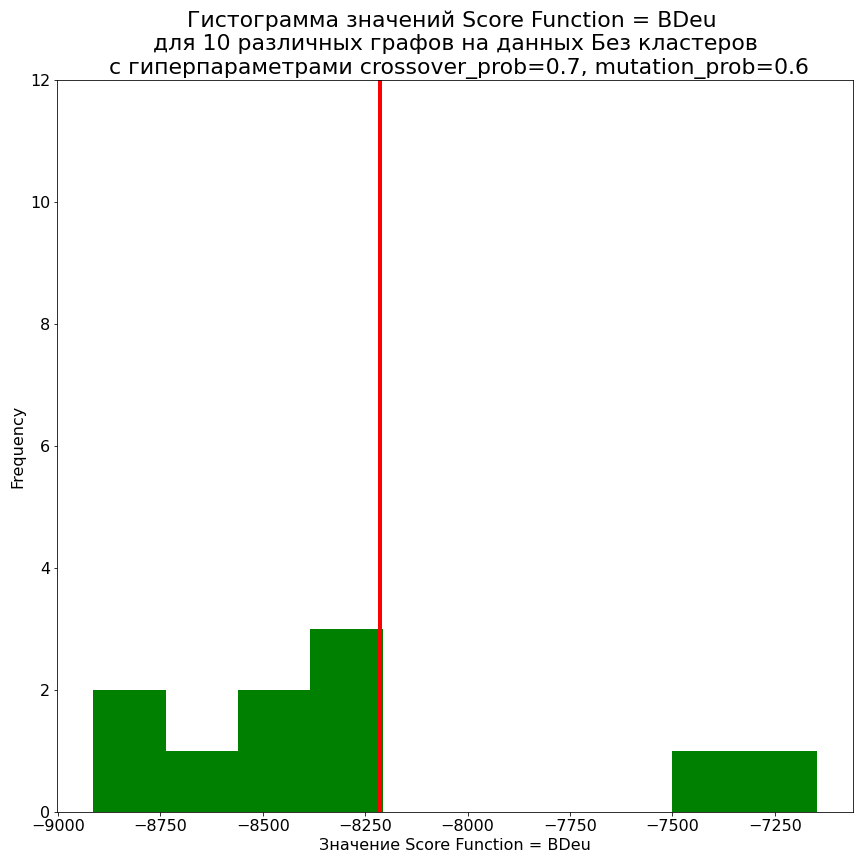 Гистограмма значений Score Function = BDeu
для 10 различных графов на данных Без кластеров
с гиперпараметрами crossover_prob=0.7, mutation_prob=0.6
12
10
8
6
4
2
0
Frequency
−9000 −8750 −8500 −8250 −8000 −7750 −7500 −7250
Значение Score Function = BDeu